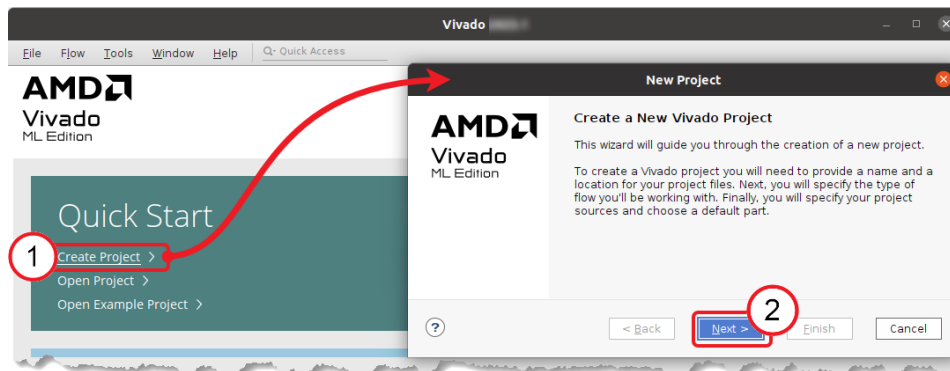 Vivado
File Flow Tools Window Help Q- Quick Access
AMD
Vivado
ML Edition
Quick Start
1
Create Project >
Open Project >
Open Example Project >
New Project
AMD
Vivado
ML Edition
Create a New Vivado Project
This wizard will guide you through the creation of a new project.
To create a Vivado project you will need to provide a name and a
location for your project files. Next, you will specify the type of
flow you'll be working with. Finally, you will specify your project
sources and choose a default part.
2
? < Back Next > Finish Cancel